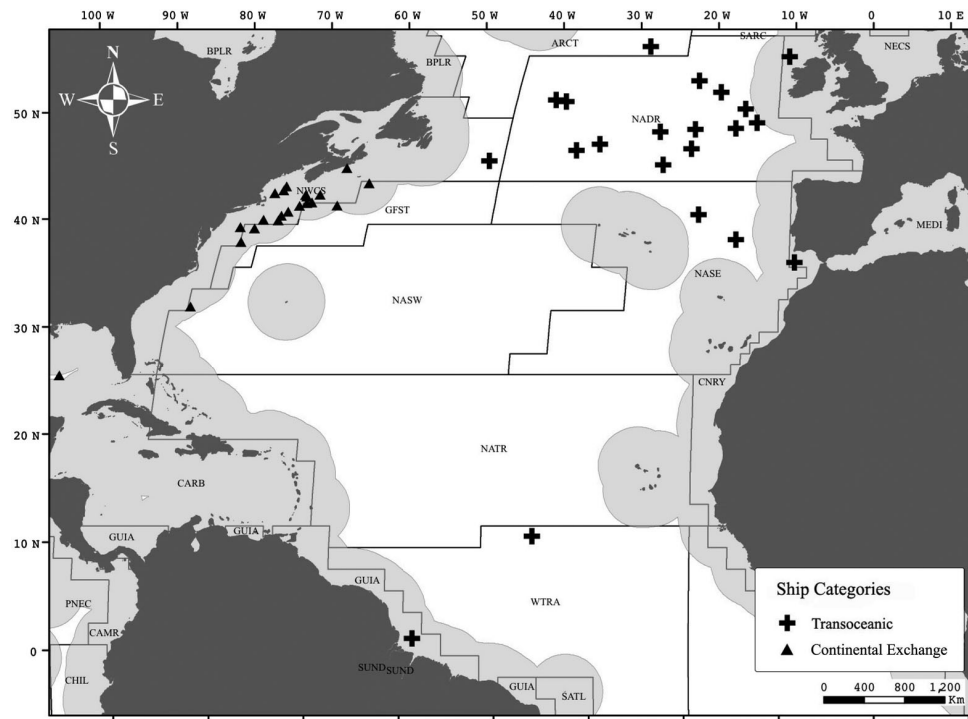 100 W 90 W 80 W 70 W 60 W 50 W 40 W 30 W 20 W 10 W 0 10 E
BPLR
ARCT
SARC
NECS
BPLR
N
W E
S
50 N
NADR
NWCS
40 N
GFST
MEDI
NASE
NASW
30 N
CNRY
20 N
NATR
CARB
GUIA
GUIA
10 N
GUIA
WTRA
PNEC
CAMR
0
SUND
SUND
CHIL
GUIA
SATL
Ship Categories
Transoceanic
Continental Exchange
0 400 800 1,200
Km